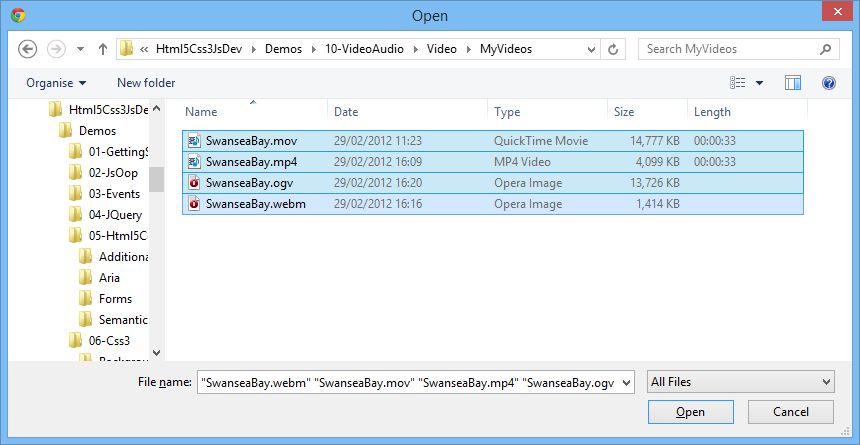 Open
« Html5Css3JsDev Demos 10-VideoAudio Video MyVideos Search MyVideos
Organise New folder
Name Date Type Size Length
Html5Css3JsDe
Demos
01-GettingS
02-JsOop
03-Events
04-JQuery
05-Html5C
Additiona
Aria
Forms
Semantic
06-Css3
SwanseaBay.mov 29/02/2012 11:23 QuickTime Movie 14,777 KB 00:00:33
SwanseaBay.mp4 29/02/2012 16:09 MP4 Video 4,099 KB 00:00:33
SwanseaBay.ogv 29/02/2012 16:20 Opera Image 13,726 KB
SwanseaBay.webm 29/02/2012 16:16 Opera Image 1,414 KB
File name: "SwanseaBay.webm" "SwanseaBay.mov" "SwanseaBay.mp4" "SwanseaBay.ogv All Files
Open Cancel